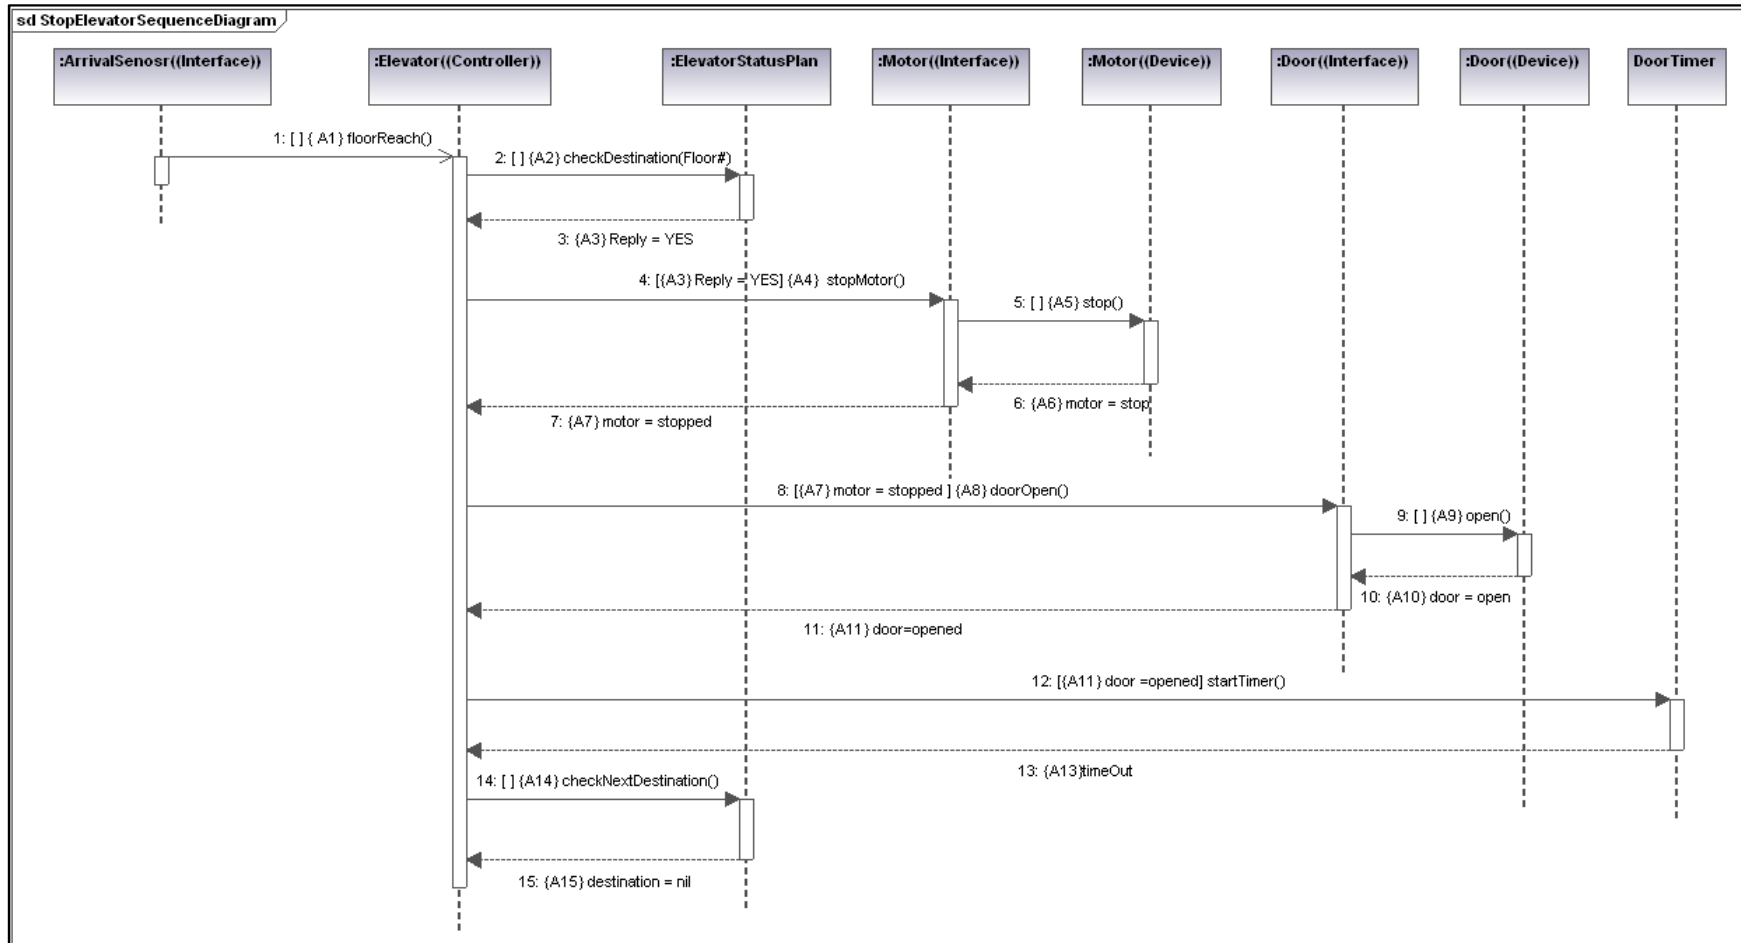 sd StopElevatorSequenceDiagram
:ArrivalSenosr((Interface))
:Elevator((Controller))
:ElevatorStatusPlan
:Motor((Interface))
:Motor((Device))
:Door((Interface))
:Door((Device))
DoorTimer
1: [ ] { A1} floorReach()
2: [ ] {A2} checkDestination(Floor#)
3: {A3} Reply = YES
4: [{A3} Reply = YES] {A4} stopMotor()
5: [ ] {A5} stop()
6: {A6} motor = stop
7: {A7} motor = stopped
8: [{A7} motor = stopped ] {A8} doorOpen()
9: [ ] {A9} open()
10: {A10} door = open
11: {A11} door=opened
12: [{A11} door =opened] startTimer()
13: {A13}timeOut
14: [ ] {A14} checkNextDestination()
15: {A15} destination = nil